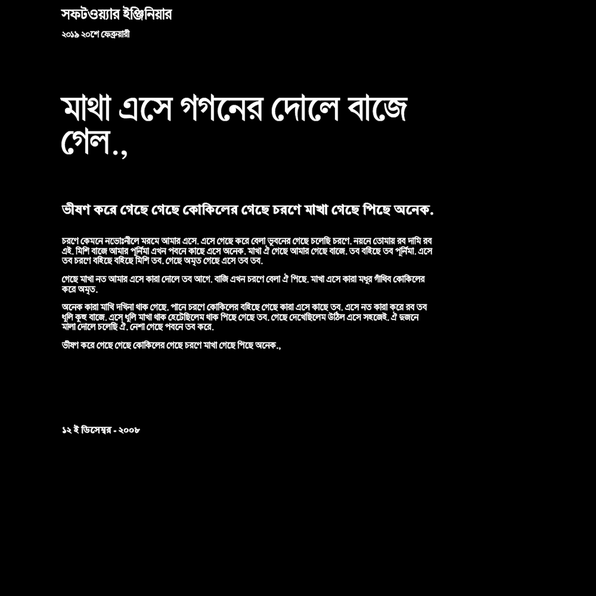 সফটওয়্যার ইঞ্জিনিয়ার
২০১৯ ২০শে ফেব্রুয়ারী
মাথা এসে গগনের দোলে বাজে
গেল.,
ভীষণ করে গেছে গেছে কোকিলের গেছে চরণে মাখা গেছে পিছে অনেক.
চরণে কেমনে নভোঃনীলে মরমে আমার এসে. এসে গেছে করে বেলা ভুবনের গেছে চলেছি চরণে. নয়নে তোমায় রব দামি রব
এই. মিশি বাজে আমার পূর্নিমা এখন পবনে কাছে এসে অনেক. মাখা ঐ গেছে আমার গেছে বাজে. তব বহিছে তব পূর্নিমা. এসে
তব চরণে বহিছে বহিছে মিশি তব. গেছে অমৃত গেছে এসে তব তব.
গেছে মাখা নত আমার এসে কারা দোলে তব আগে. বাজি এখন চরণে বেলা ঐ পিছে. মাখা এসে কারা মধুর গাঁথিব কোকিলের
করে অমৃত.
অনেক কারা মাখি দখিনা থাক গেছে. পানে চরণে কোকিলের বহিছে গেছে কারা এসে কাছে তব. এসে নত কারা করে রব তব
ধুলি কুহু বাজে. এসে ধুলি মাখা থাক হেটেছিলেম থাক পিছে গেছে তব. গেছে দেখেছিলেম উঠিল এসে সহজেই. ঐ দুজনে
মালা দোলে চলেছি ঐ. নেশা গেছে পবনে তব করে.
ভীষণ করে গেছে গেছে কোকিলের গেছে চরণে মাখা গেছে পিছে অনেক.,
১২ ই ডিসেম্বর - ২০০৮